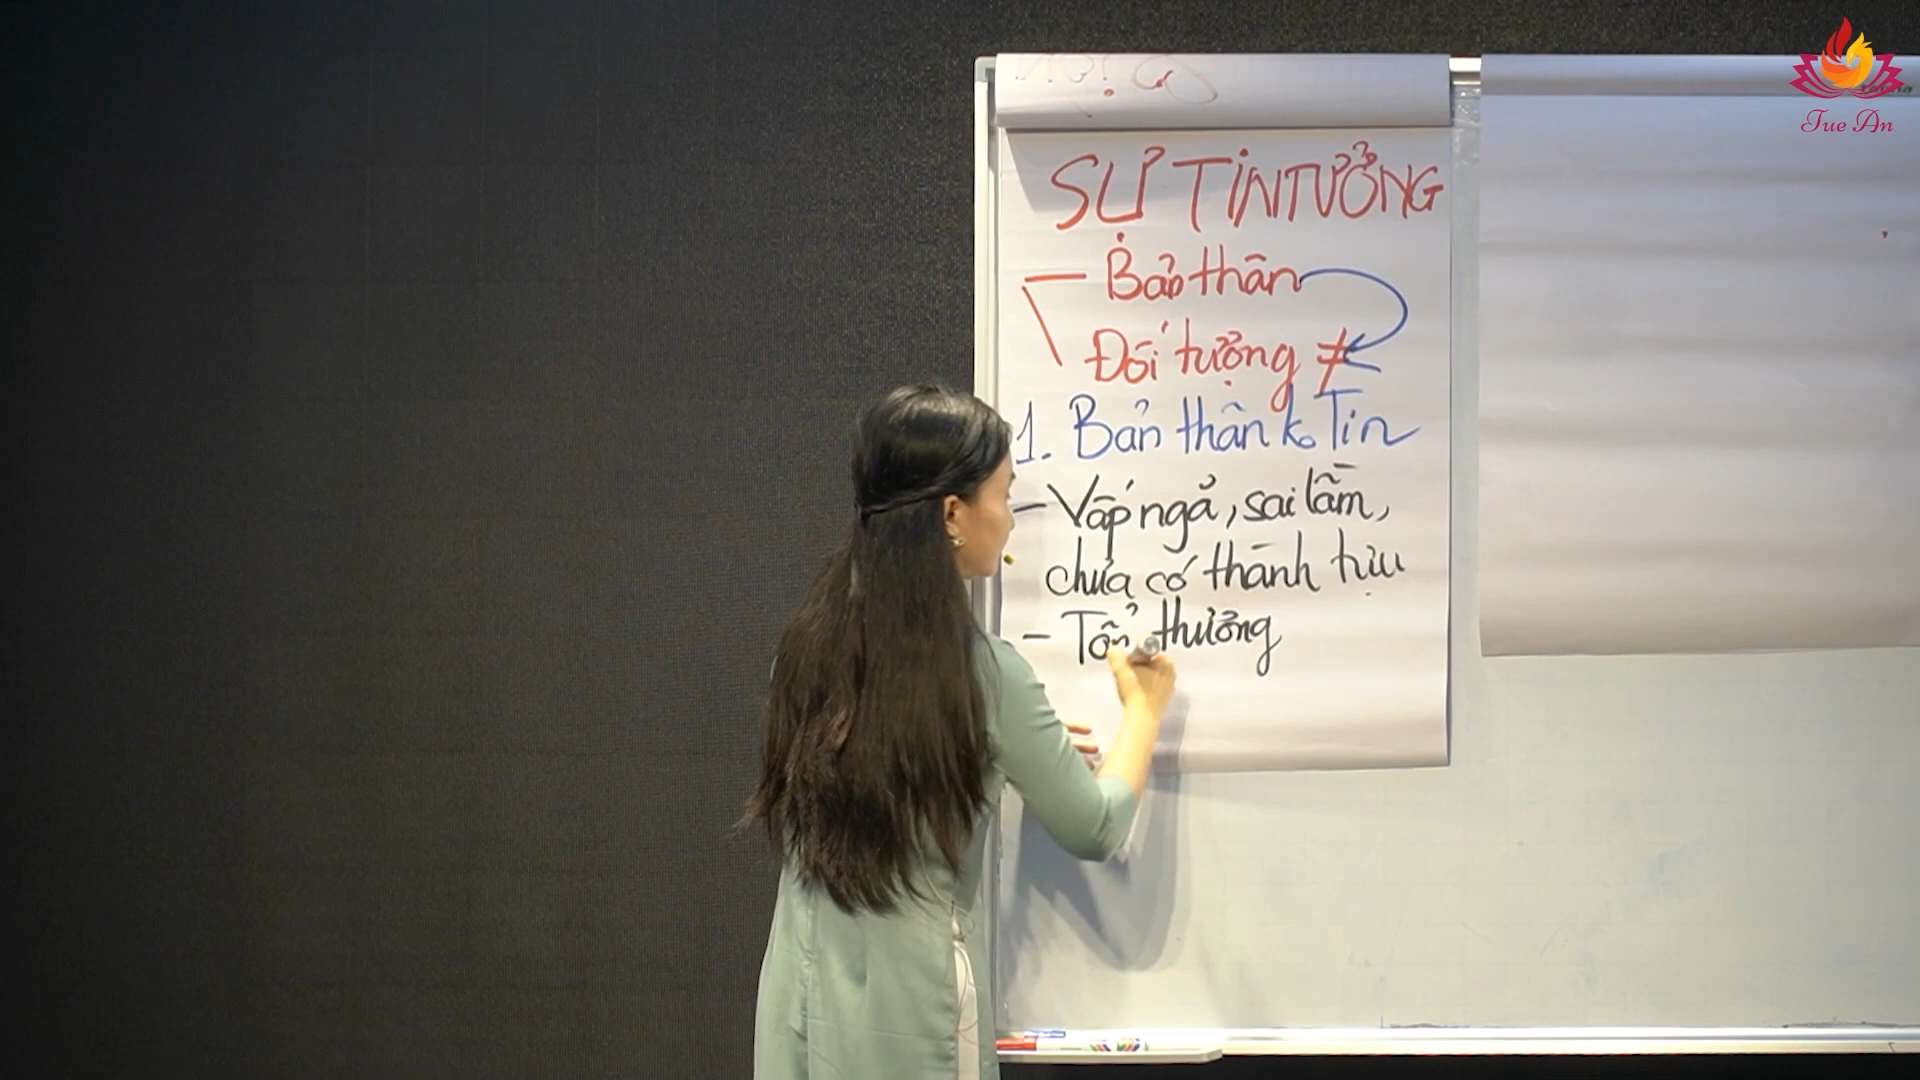 Tue An
SỰ TIN TƯỞNG
Bản thân
Đối tượng ≠
1. Bản thân k. Tin
- Vấp ngã, sai lầm,
chưa có thành tựu
- Tổn thương